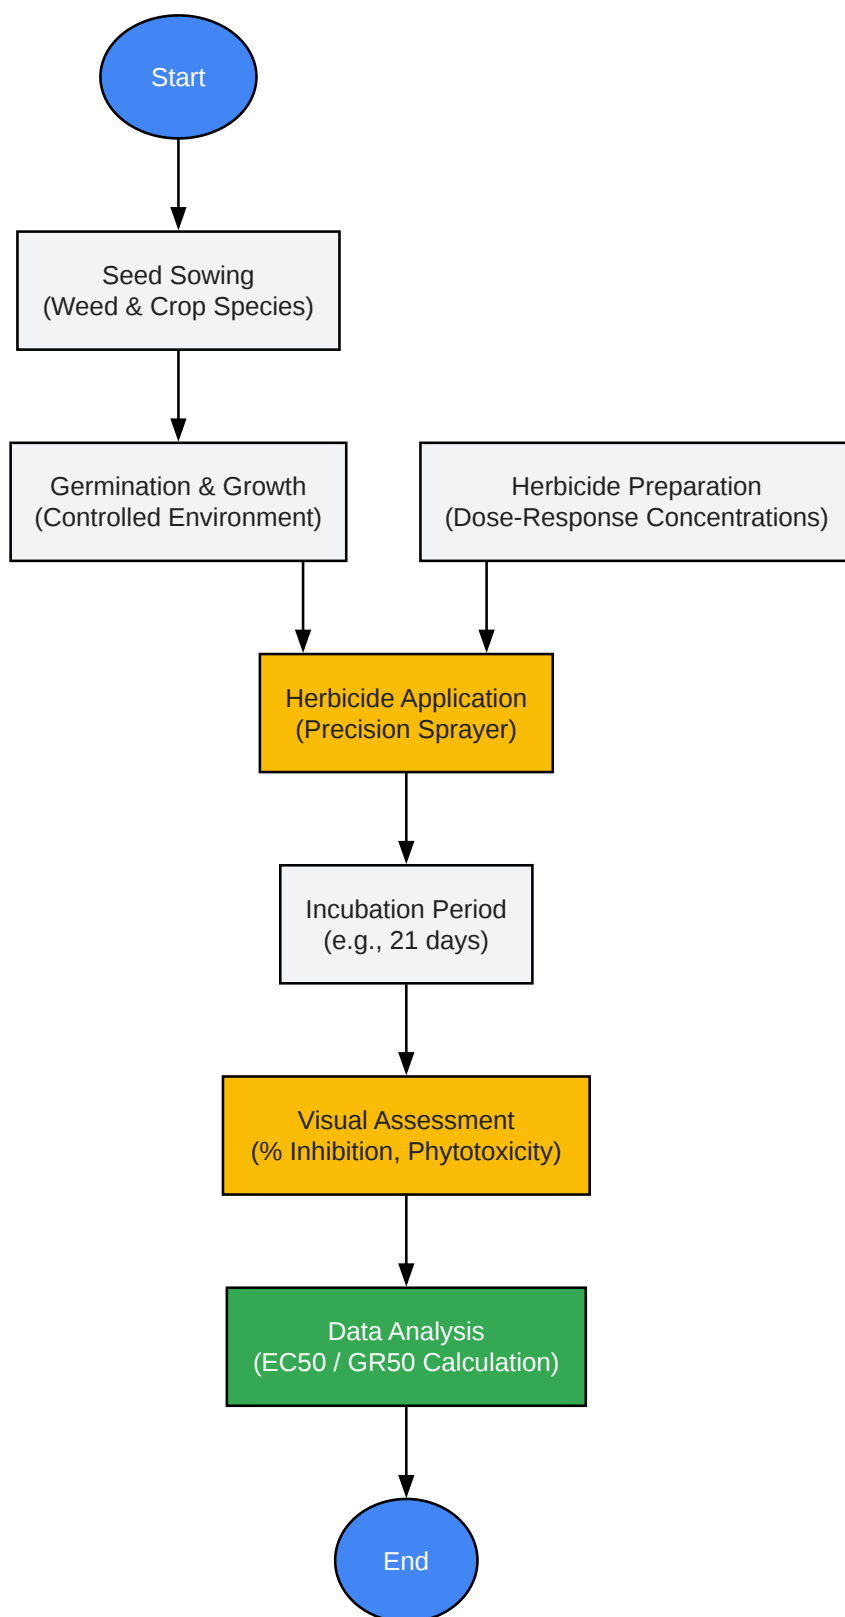 Start
Seed Sowing
(Weed & Crop Species)
Germination & Growth
(Controlled Environment)
Herbicide Preparation
(Dose-Response Concentrations)
Herbicide Application
(Precision Sprayer)
Incubation Period
(e.g., 21 days)
Visual Assessment
(% Inhibition, Phytotoxicity)
Data Analysis
(EC50 / GR50 Calculation)
End